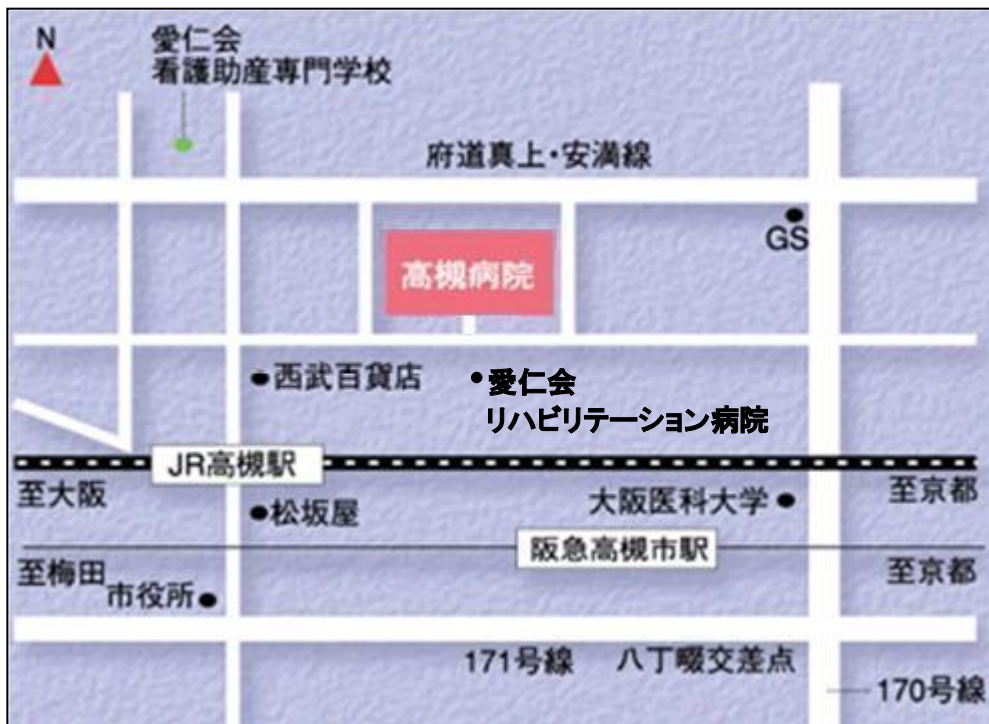 N
愛仁会
看護助産専門学校
府道真上・安満線
GS
高槻病院
西武百貨店
愛仁会
リハビリテーション病院
JR高槻駅
至大阪
至京都
松坂屋
大阪医科大学
阪急高槻市駅
至梅田
至京都
市役所
171号線
八丁畷交差点
170号線